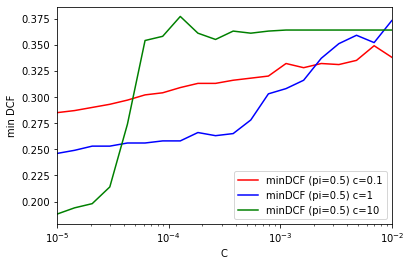 0.375
0.350
0.325
0.300
0.275
0.250
0.225
0.200
min DCF
10⁻⁵
10⁻⁴
10⁻³
10⁻²
C
minDCF (pi=0.5) c=0.1
minDCF (pi=0.5) c=1
minDCF (pi=0.5) c=10